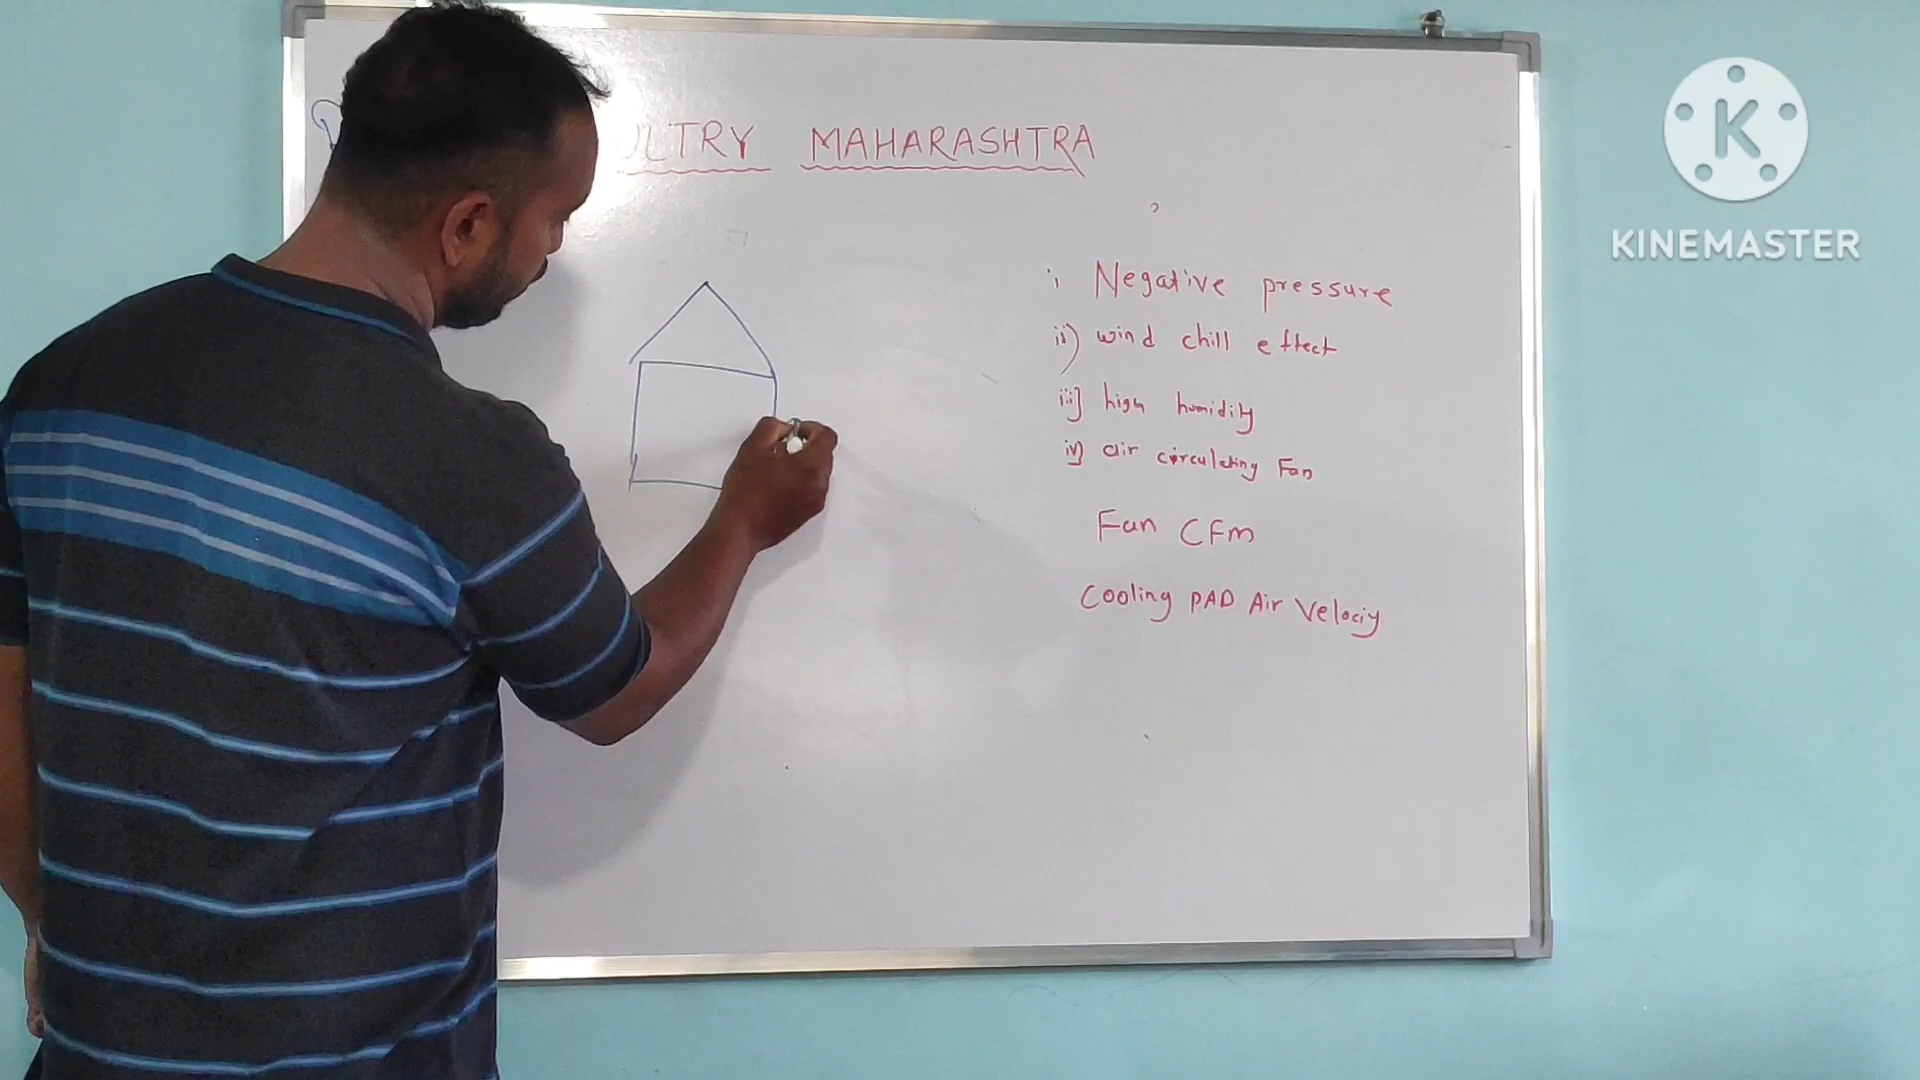 MAHARASHTRA
i, Negative pressure
ii) wind chill effect
iii] high humidity
iv] air circulating Fan
Fan CFm
Cooling PAD Air Velociy
K
KINEMASTER